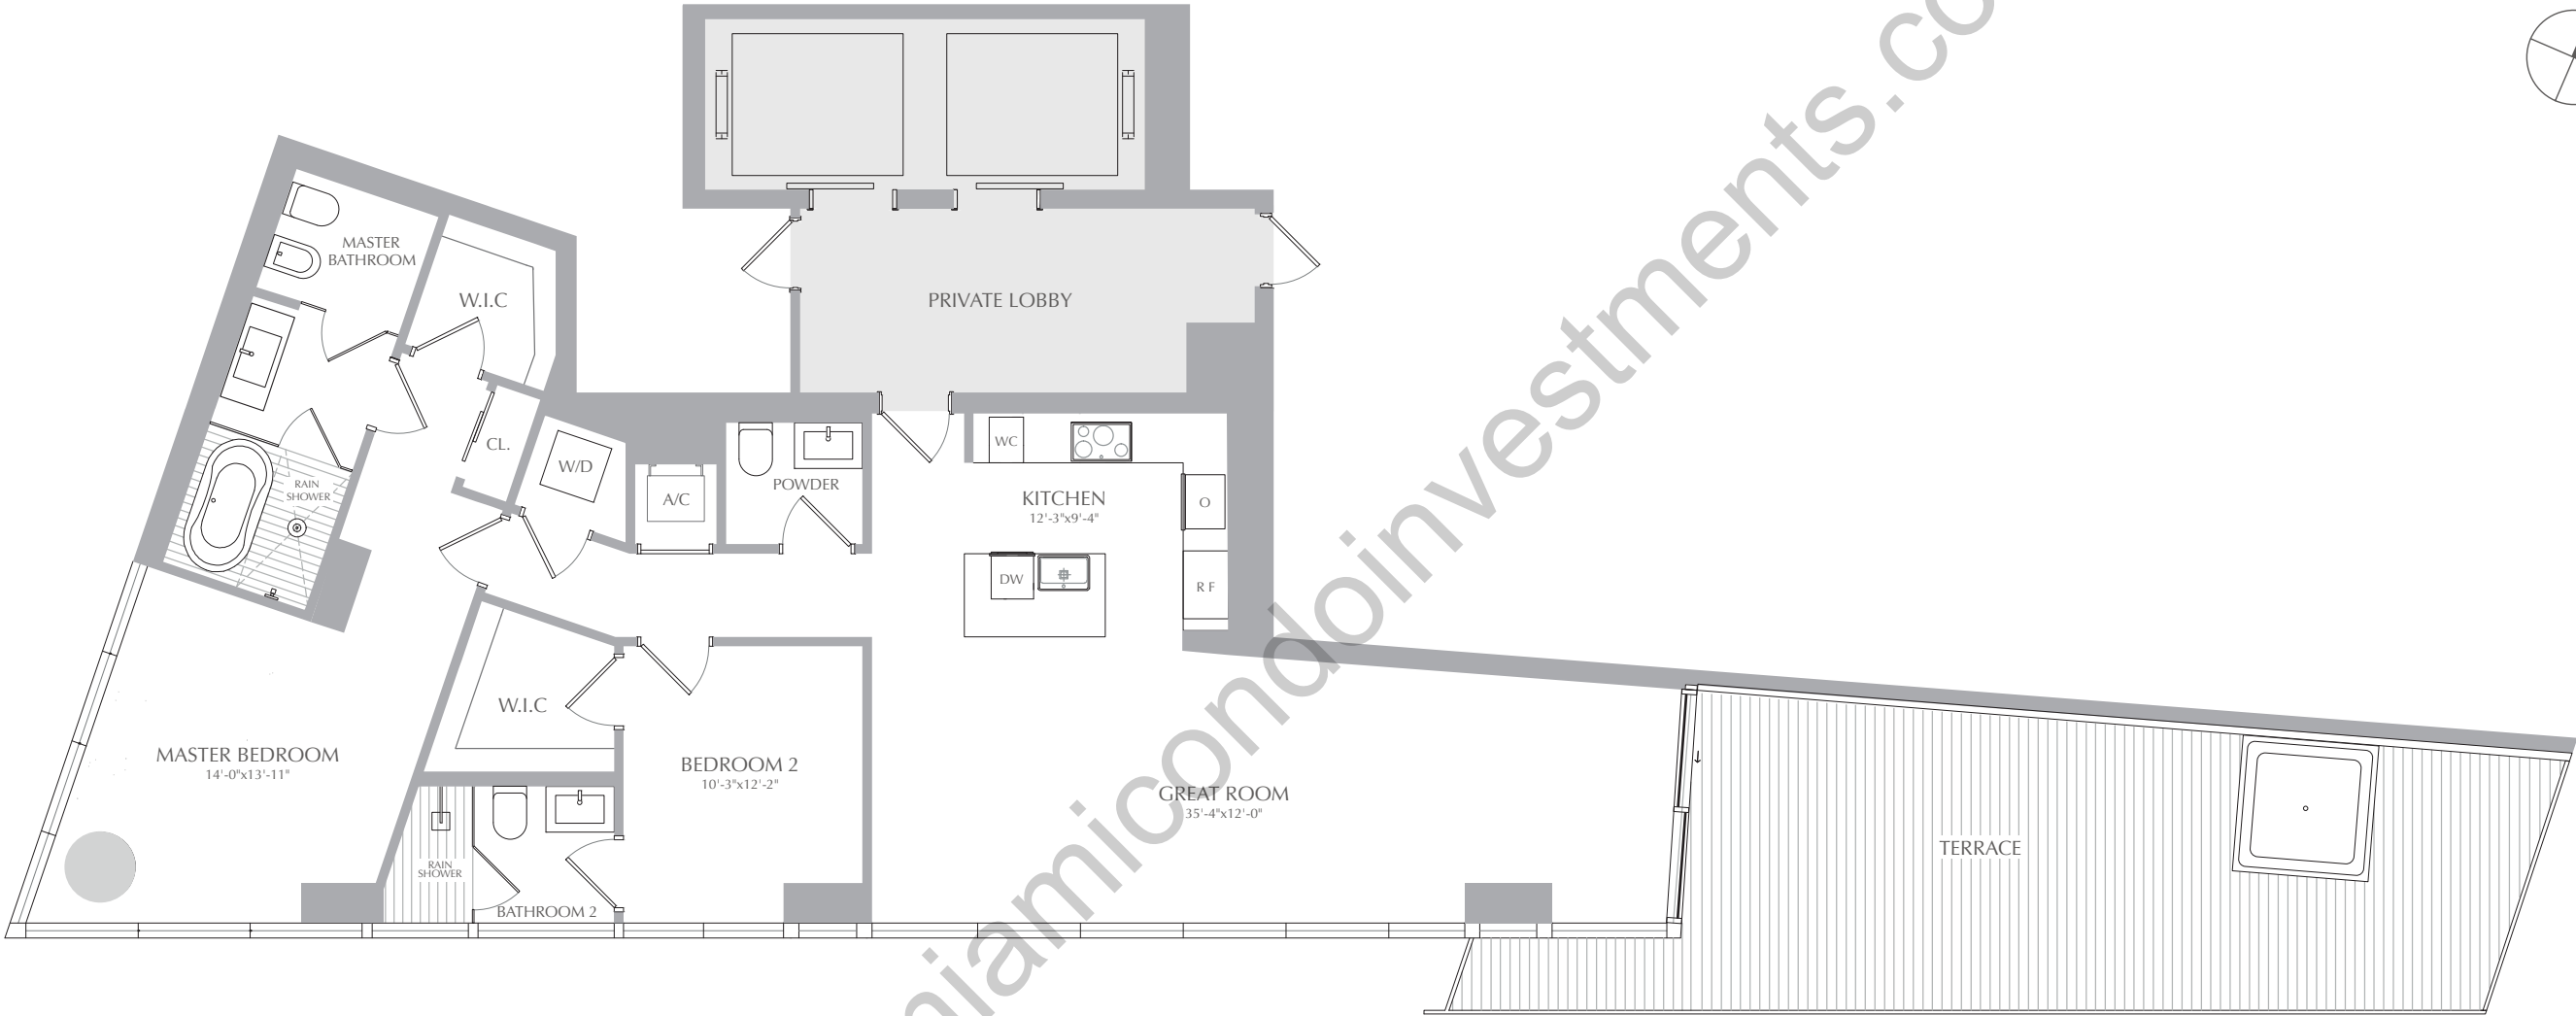 MASTER
BATHROOM
W.I.C
PRIVATE LOBBY
CL.
W/D
A/C
POWDER
WC
KITCHEN
12'-3"x9'-4"
O
DW
R F
RAIN
SHOWER
W.I.C
MASTER BEDROOM
14'-0"x13'-11"
BEDROOM 2
10'-3"x12'-2"
GREAT ROOM
35'-4"x12'-0"
TERRACE
RAIN
SHOWER
BATHROOM 2
miamicondoinvestments.co